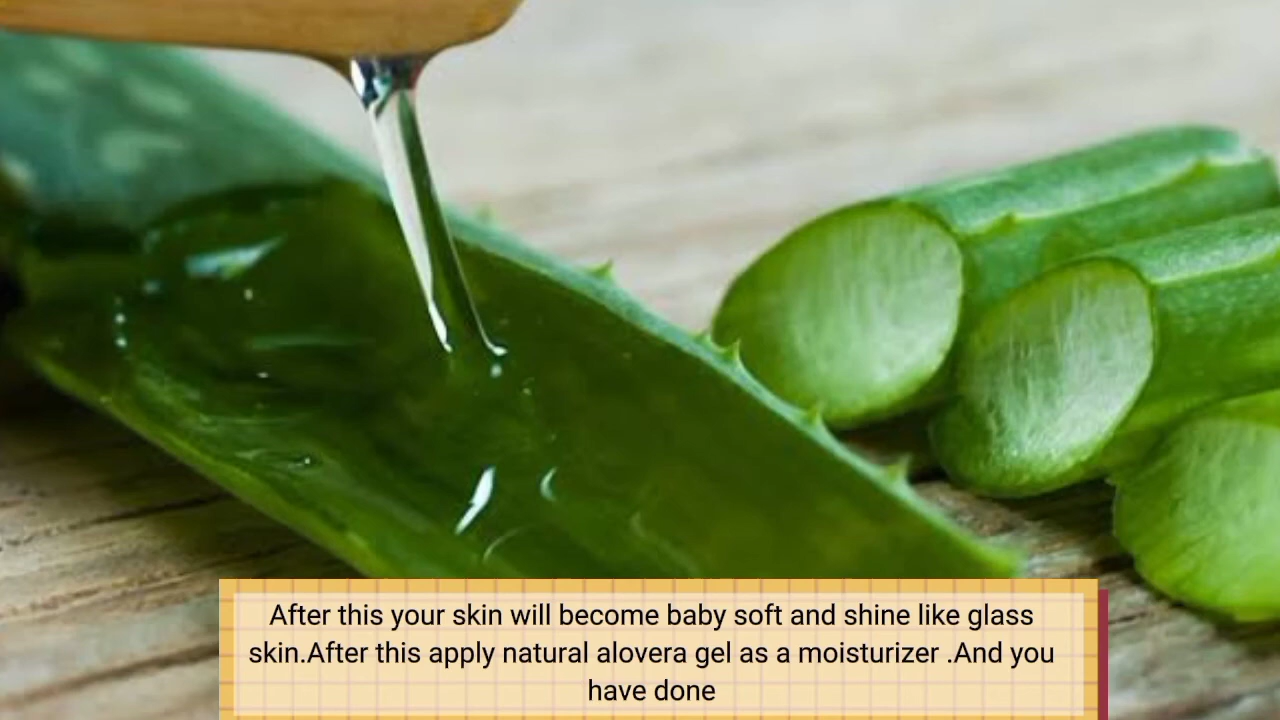 After this your skin will become baby soft and shine like glass
skin.After this apply natural alovera gel as a moisturizer .And you
have done